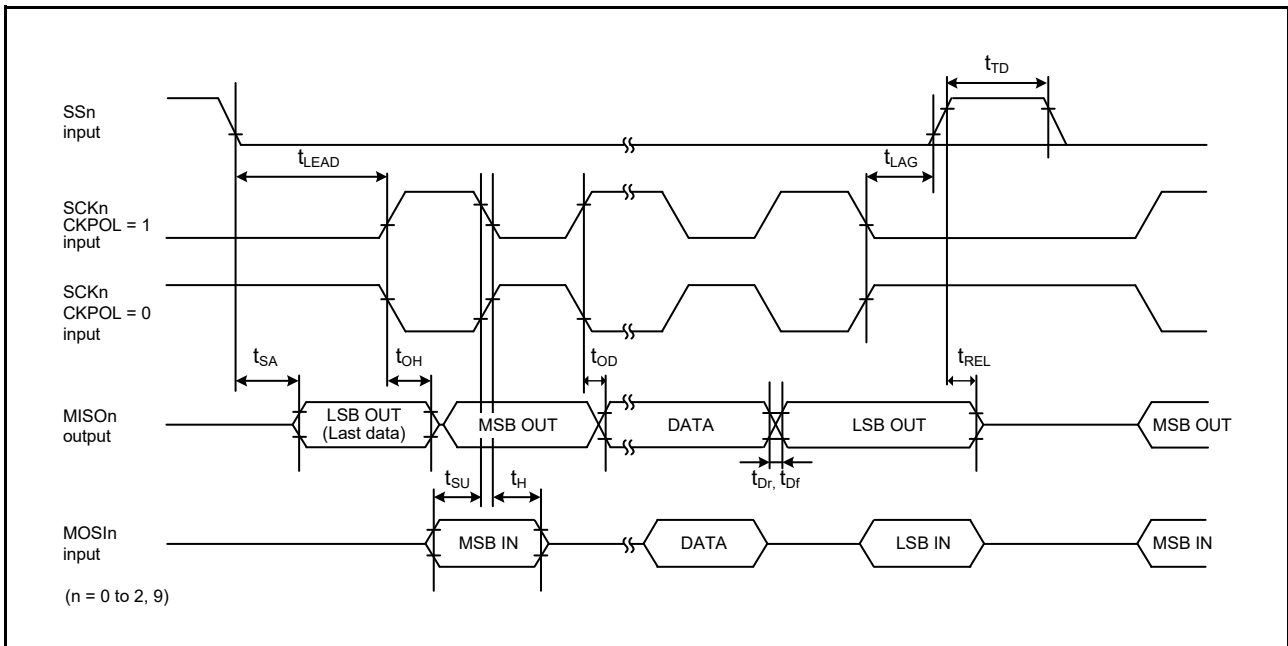 tTD
SSn
input
tLEAD
tLAG
SCKn
CKPOL = 1
input
SCKn
CKPOL = 0
input
tSA
tOH
tOD
tREL
MISOn
output
LSB OUT
(Last data)
MSB OUT
DATA
LSB OUT
MSB OUT
tSU
tH
tDr, tDf
MOSIn
input
MSB IN
DATA
LSB IN
MSB IN
(n = 0 to 2, 9)